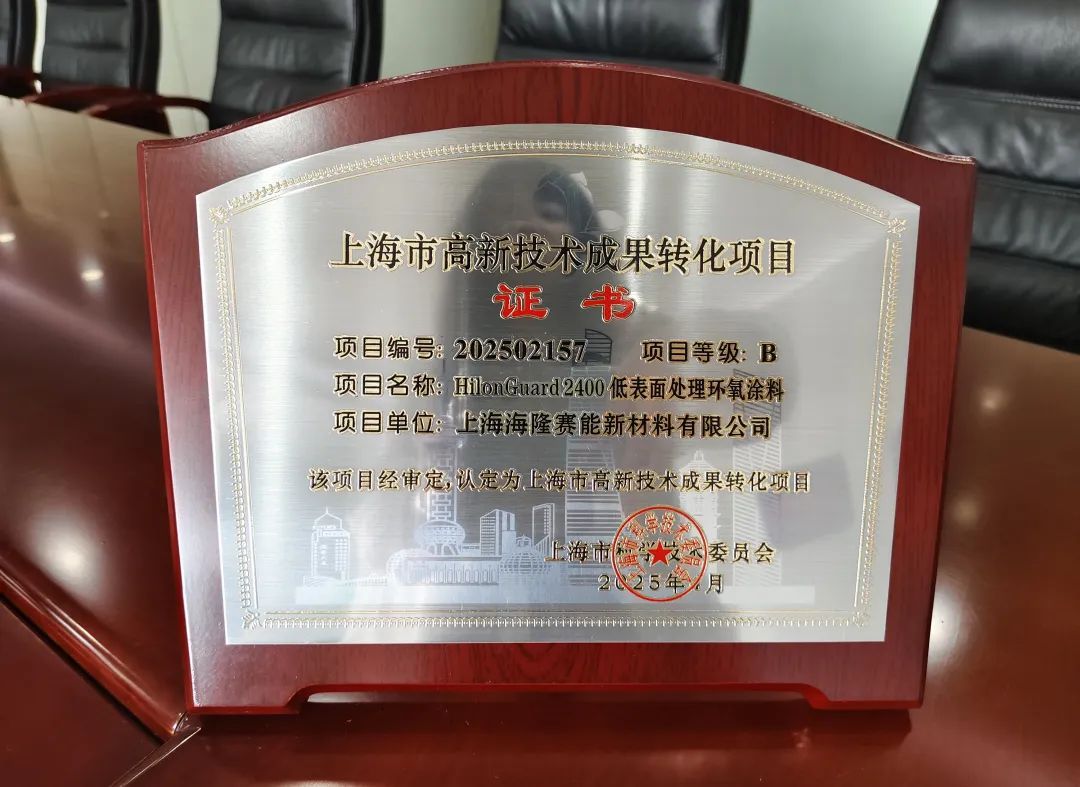 上海市高新技术成果转化项目
证书
项目编号: 202502157 项目等级: B
项目名称: HilonGuard 2400 低表面处理环氧涂料
项目单位: 上海海隆赛能新材料有限公司
该项目经审定,认定为上海市高新技术成果转化项目
上海市科学技术委员会
2025年 月